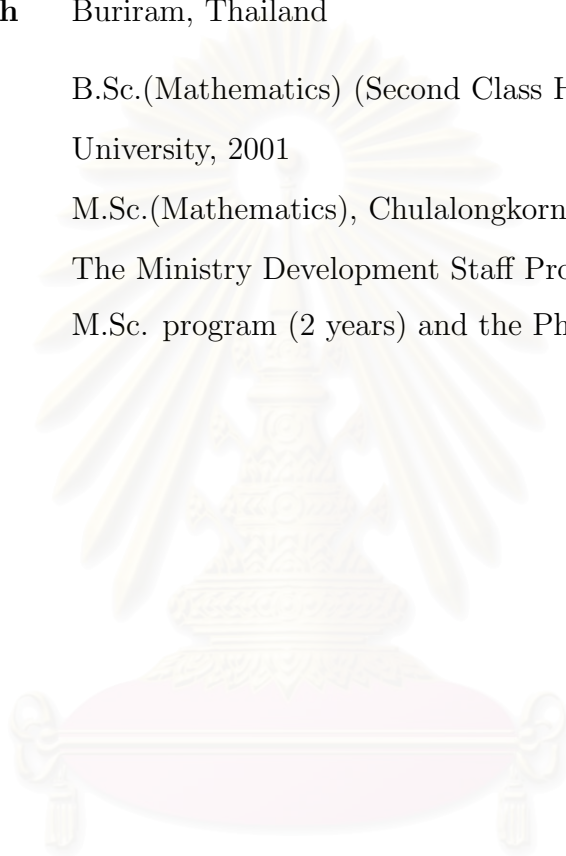 h Buriram, Thailand
B.Sc.(Mathematics) (Second Class H
University, 2001
M.Sc.(Mathematics), Chulalongkorn
The Ministry Development Staff Pro
M.Sc. program (2 years) and the Ph